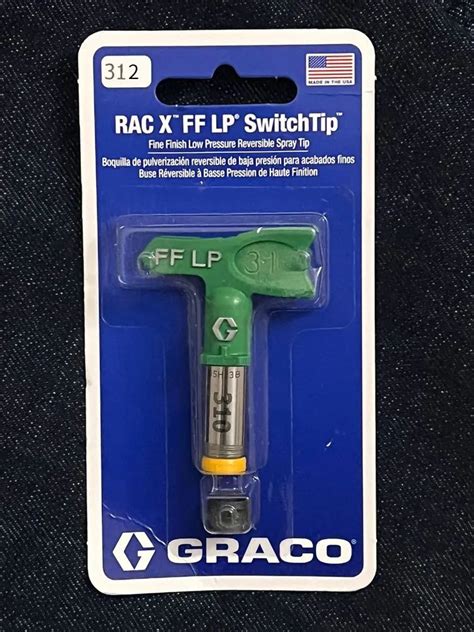 312
MADE IN THE USA
RAC X™ FF LP® SwitchTip™
Fine Finish Low Pressure Reversible Spray Tip
Boquilla de pulverización reversible de baja presión para acabados finos
Buse Réversible à Basse Pression de Haute Finition
FF LP
G
310
G GRACO